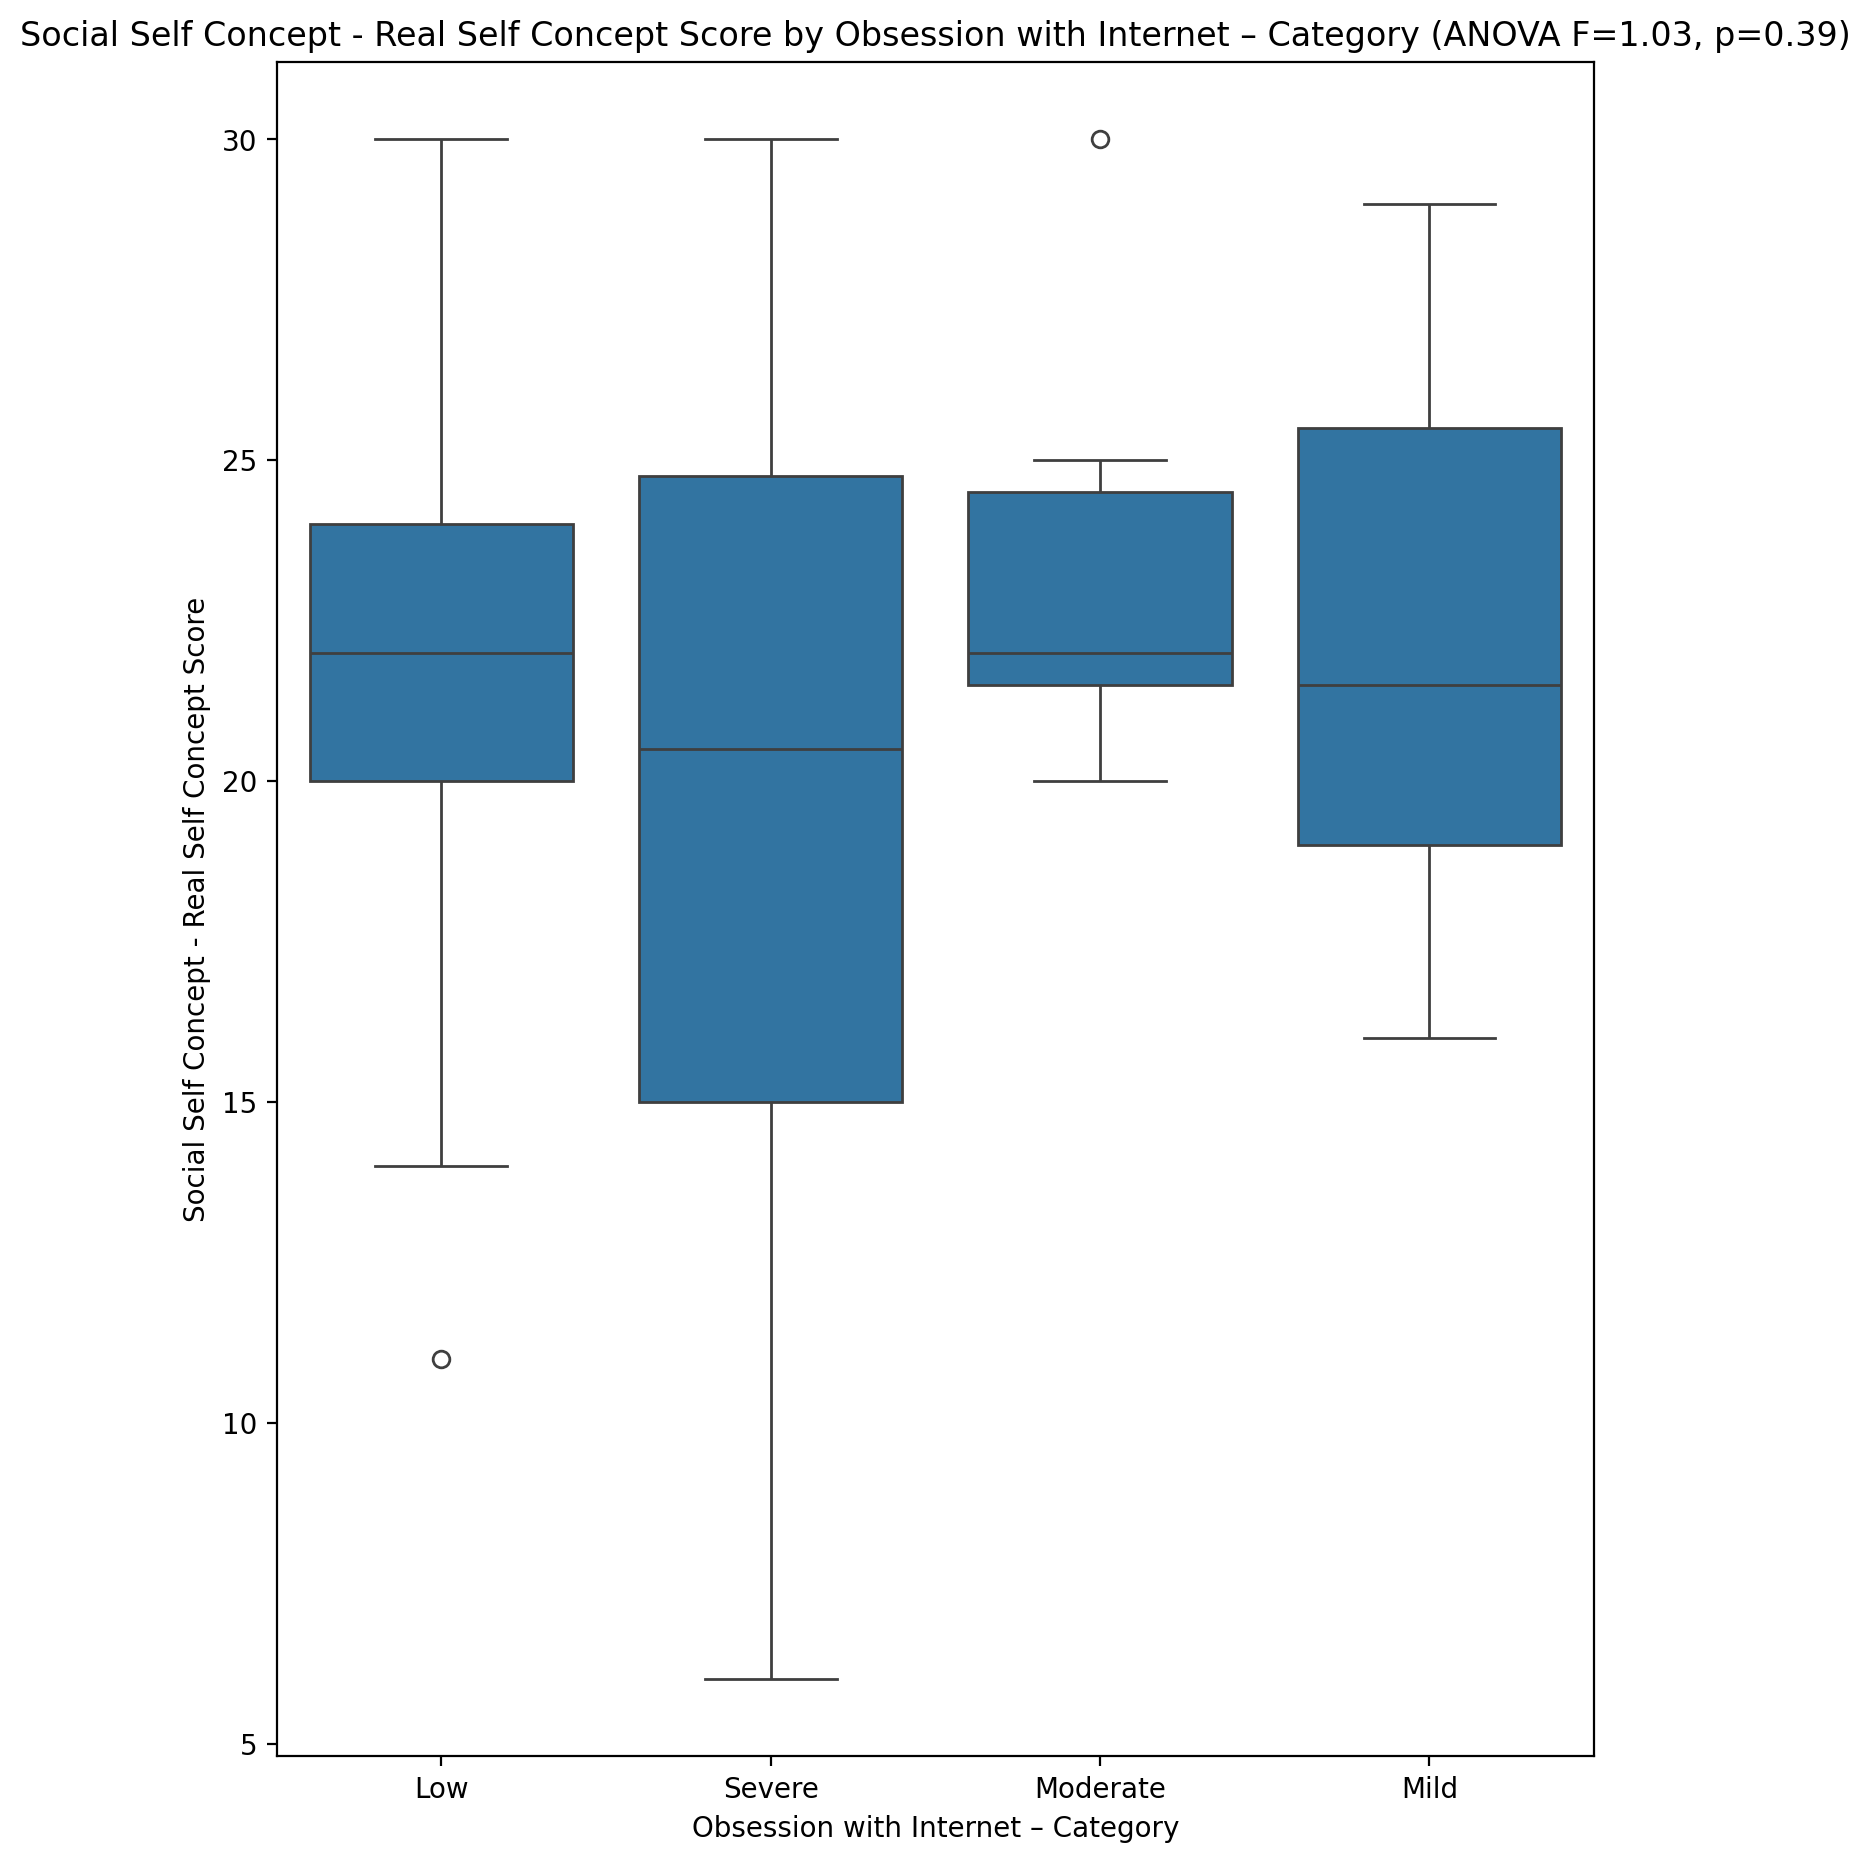 Social Self Concept - Real Self Concept Score by Obsession with Internet – Category (ANOVA F=1.03, p=0.39)
Social Self Concept - Real Self Concept Score
30
25
20
15
10
5
Low Severe Moderate Mild
Obsession with Internet – Category